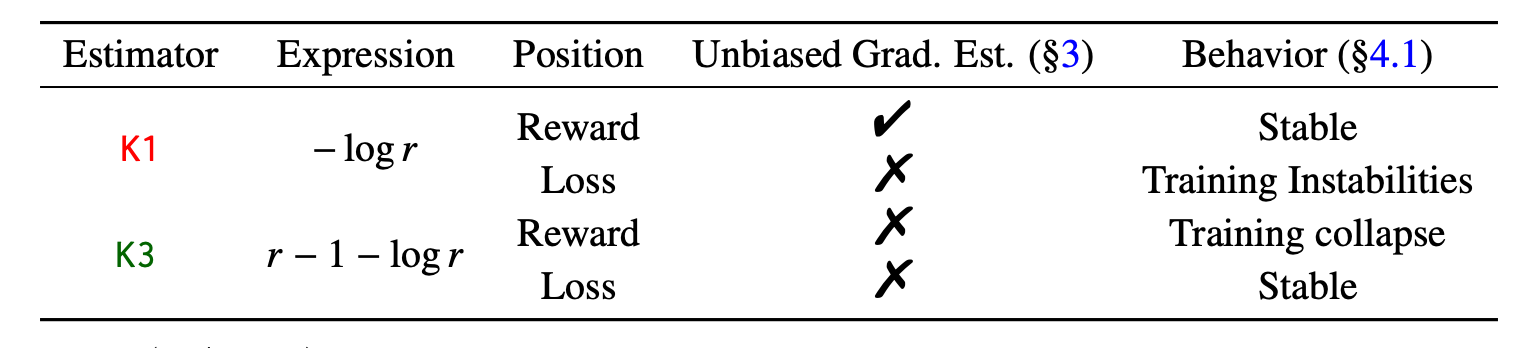 Estimator Expression Position Unbiased Grad. Est. (§3) Behavior (§4.1)
K1 − log r Reward ✔ Stable
Loss ✗ Training Instabilities
K3 r − 1 − log r Reward ✗ Training collapse
Loss ✗ Stable